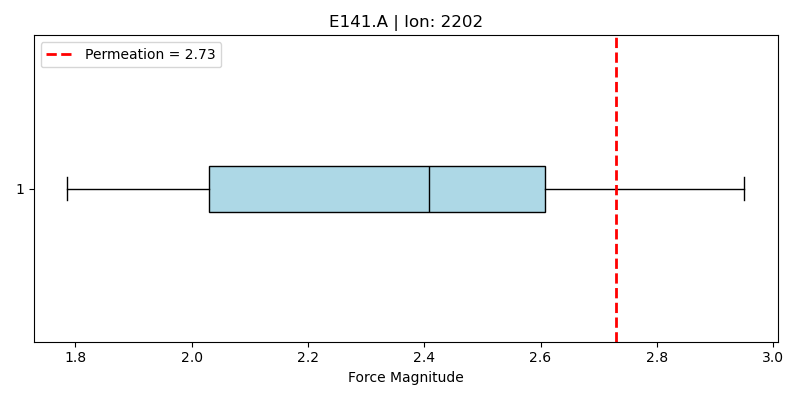 E141.A | Ion: 2202
Permeation = 2.73
1
1.8 2.0 2.2 2.4 2.6 2.8 3.0
Force Magnitude